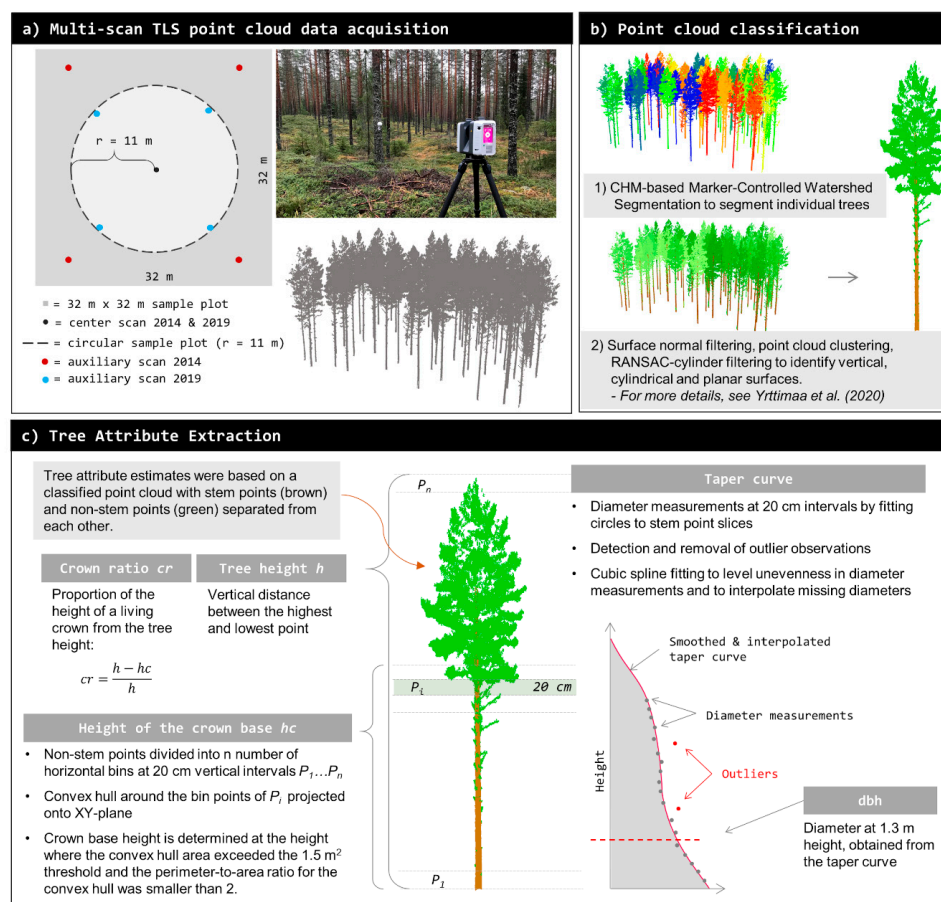 a) Multi-scan TLS point cloud data acquisition
r = 11 m
32 m
32 m
= 32 m x 32 m sample plot
= center scan 2014 & 2019
= circular sample plot (r = 11 m)
= auxiliary scan 2014
= auxiliary scan 2019
b) Point cloud classification
1) CHM-based Marker-Controlled Watershed
Segmentation to segment individual trees
2) Surface normal filtering, point cloud clustering,
RANSAC-cylinder filtering to identify vertical,
cylindrical and planar surfaces.
- For more details, see Yrttimaa et al. (2020)
c) Tree Attribute Extraction
Tree attribute estimates were based on a
classified point cloud with stem points (brown)
and non-stem points (green) separated from
each other.
Crown ratio cr
Proportion of the
height of a living
crown from the tree
height:
cr = (h − hc) / h
Tree height h
Vertical distance
between the highest
and lowest point
Height of the crown base hc
• Non-stem points divided into n number of
horizontal bins at 20 cm vertical intervals P1…Pn
• Convex hull around the bin points of Pi projected
onto XY-plane
• Crown base height is determined at the height
where the convex hull area exceeded the 1.5 m²
threshold and the perimeter-to-area ratio for the
convex hull was smaller than 2.
Pn
Pi
20 cm
P1
Taper curve
• Diameter measurements at 20 cm intervals by fitting
circles to stem point slices
• Detection and removal of outlier observations
• Cubic spline fitting to level unevenness in diameter
measurements and to interpolate missing diameters
Height
Smoothed & interpolated
taper curve
Diameter measurements
Outliers
dbh
Diameter at 1.3 m
height, obtained from
the taper curve